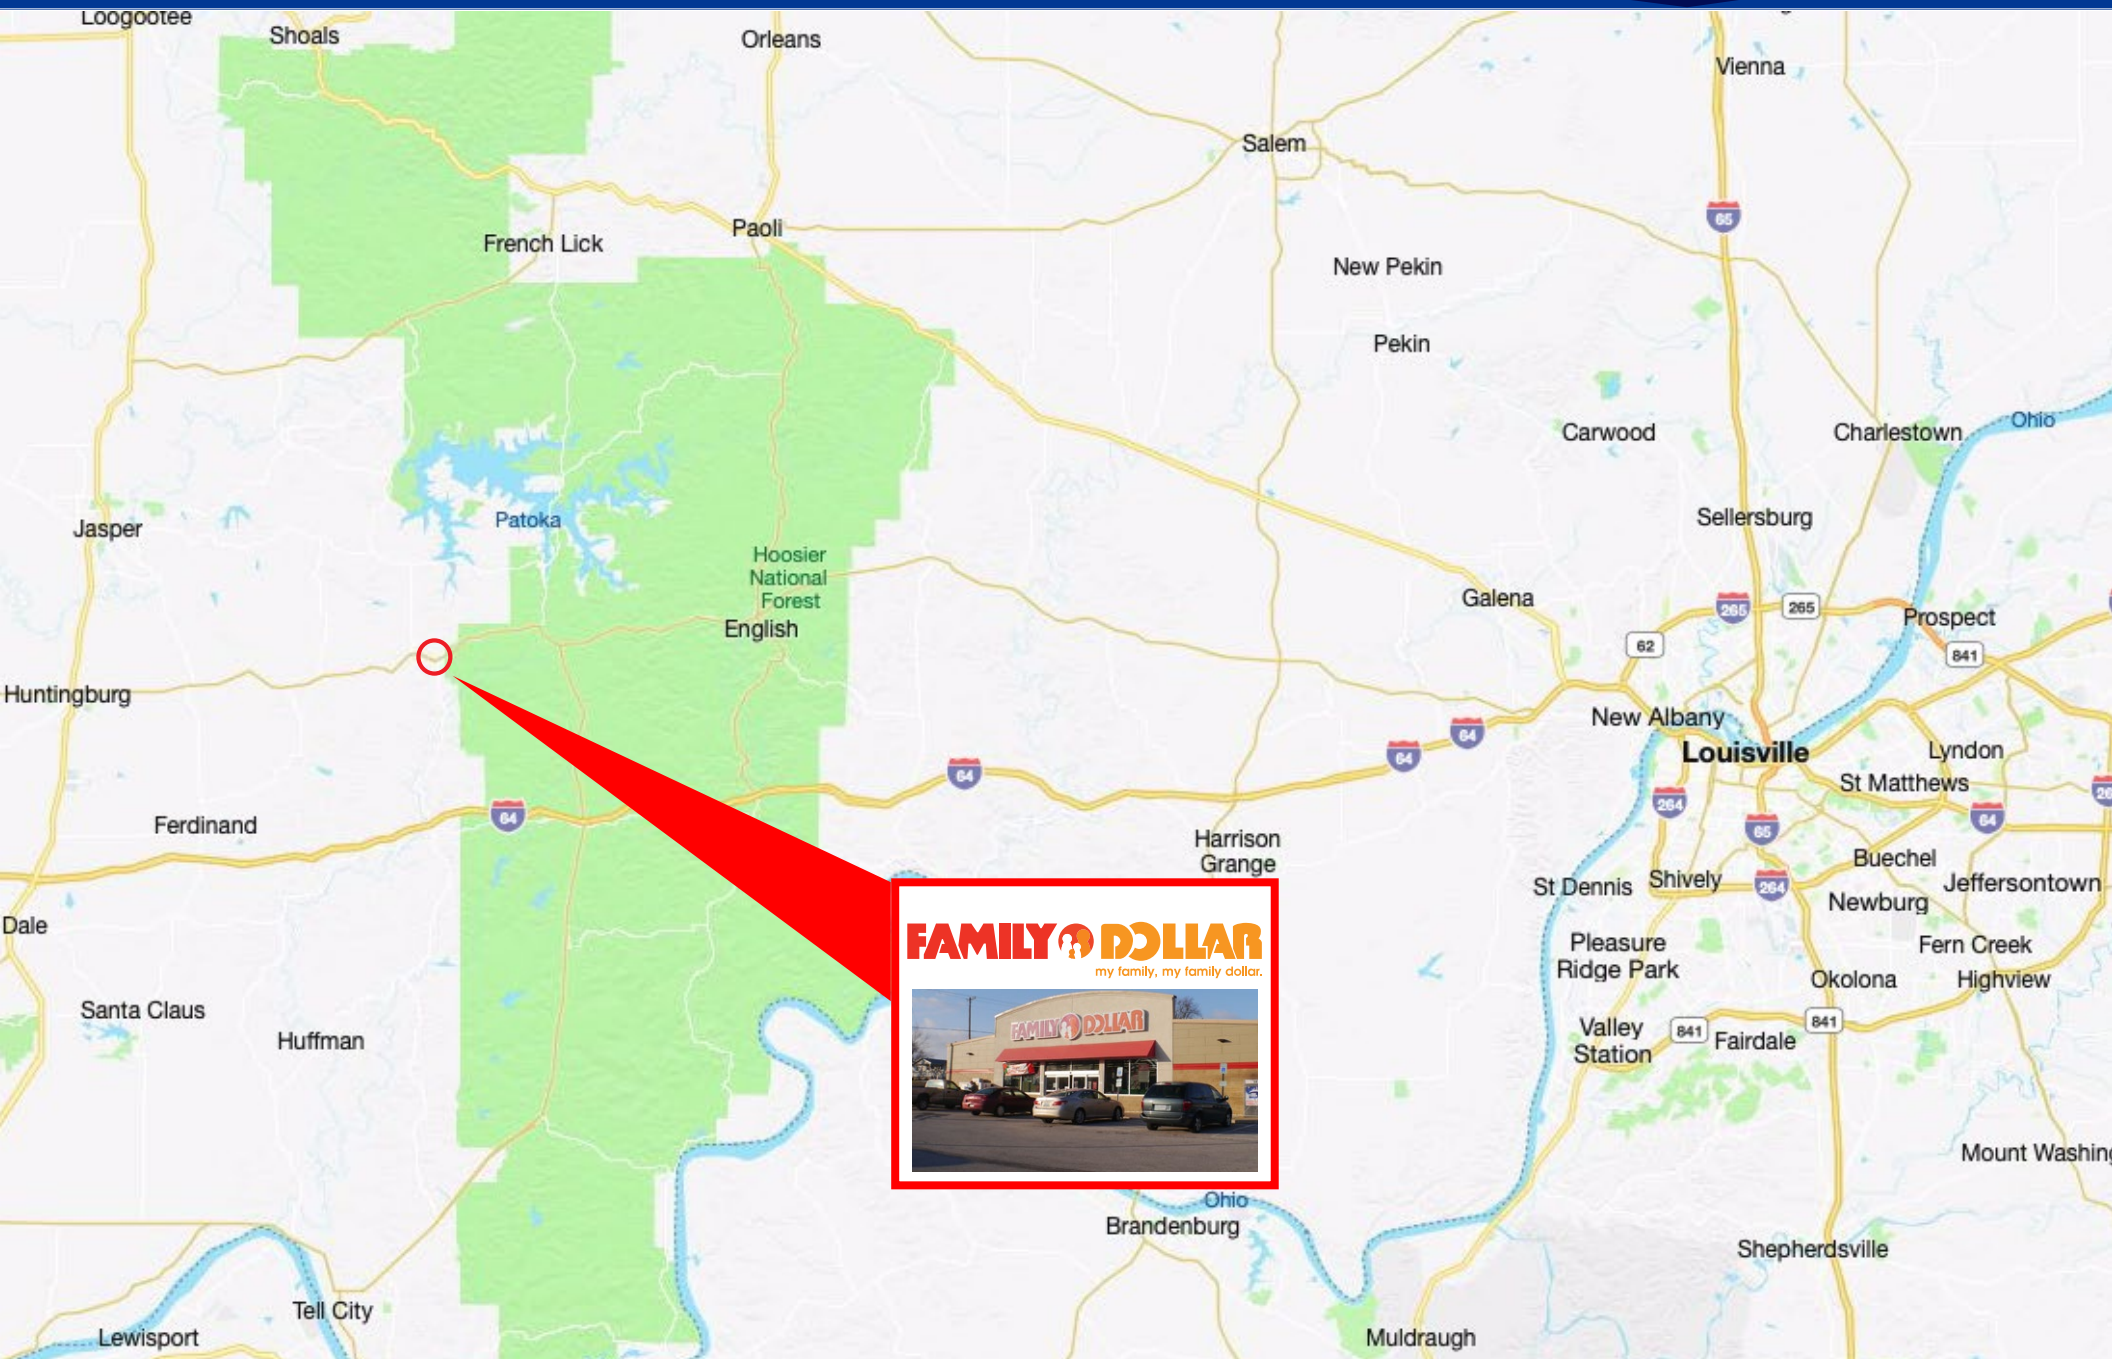 Loogootee
Shoals
Orleans
Vienna
Salem
65
Paoli
French Lick
New Pekin
Pekin
Carwood
Charlestown
Ohio
Jasper
Patoka
Sellersburg
Hoosier
National
Forest
English
Galena
265
265
Prospect
62
841
Huntingburg
New Albany
64
64
Louisville
Lyndon
64
St Matthews
264
64
64
65
Ferdinand
Harrison
Grange
Buechel
St Dennis
Shively
264
Jeffersontown
Newburg
Dale
FAMILY DOLLAR
my family, my family dollar.
Pleasure
Ridge Park
Fern Creek
Okolona
Highview
Santa Claus
FAMILY DOLLAR
Valley
Station
841
Fairdale
841
Huffman
Mount Washing
Ohio
Brandenburg
Shepherdsville
Tell City
Lewisport
Muldraugh